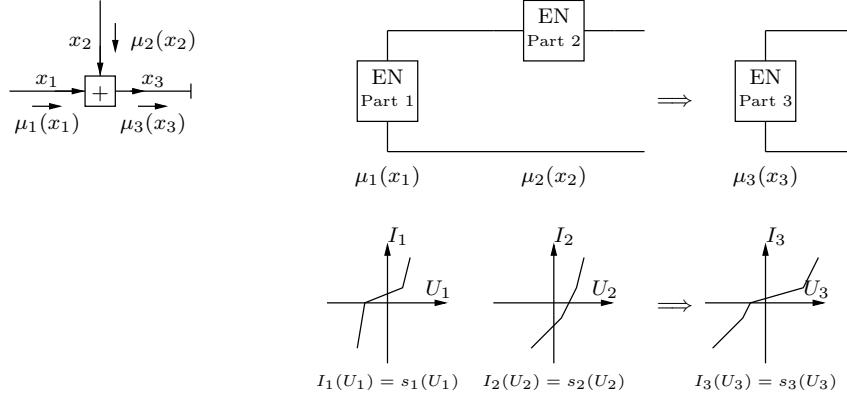 x₂
μ₂(x₂)
x₁
+
x₃
μ₁(x₁)
μ₃(x₃)
EN
Part 1
EN
Part 2
⟹
EN
Part 3
μ₁(x₁)
μ₂(x₂)
μ₃(x₃)
I₁
U₁
I₂
U₂
⟹
I₃
U₃
I₁(U₁) = s₁(U₁)
I₂(U₂) = s₂(U₂)
I₃(U₃) = s₃(U₃)